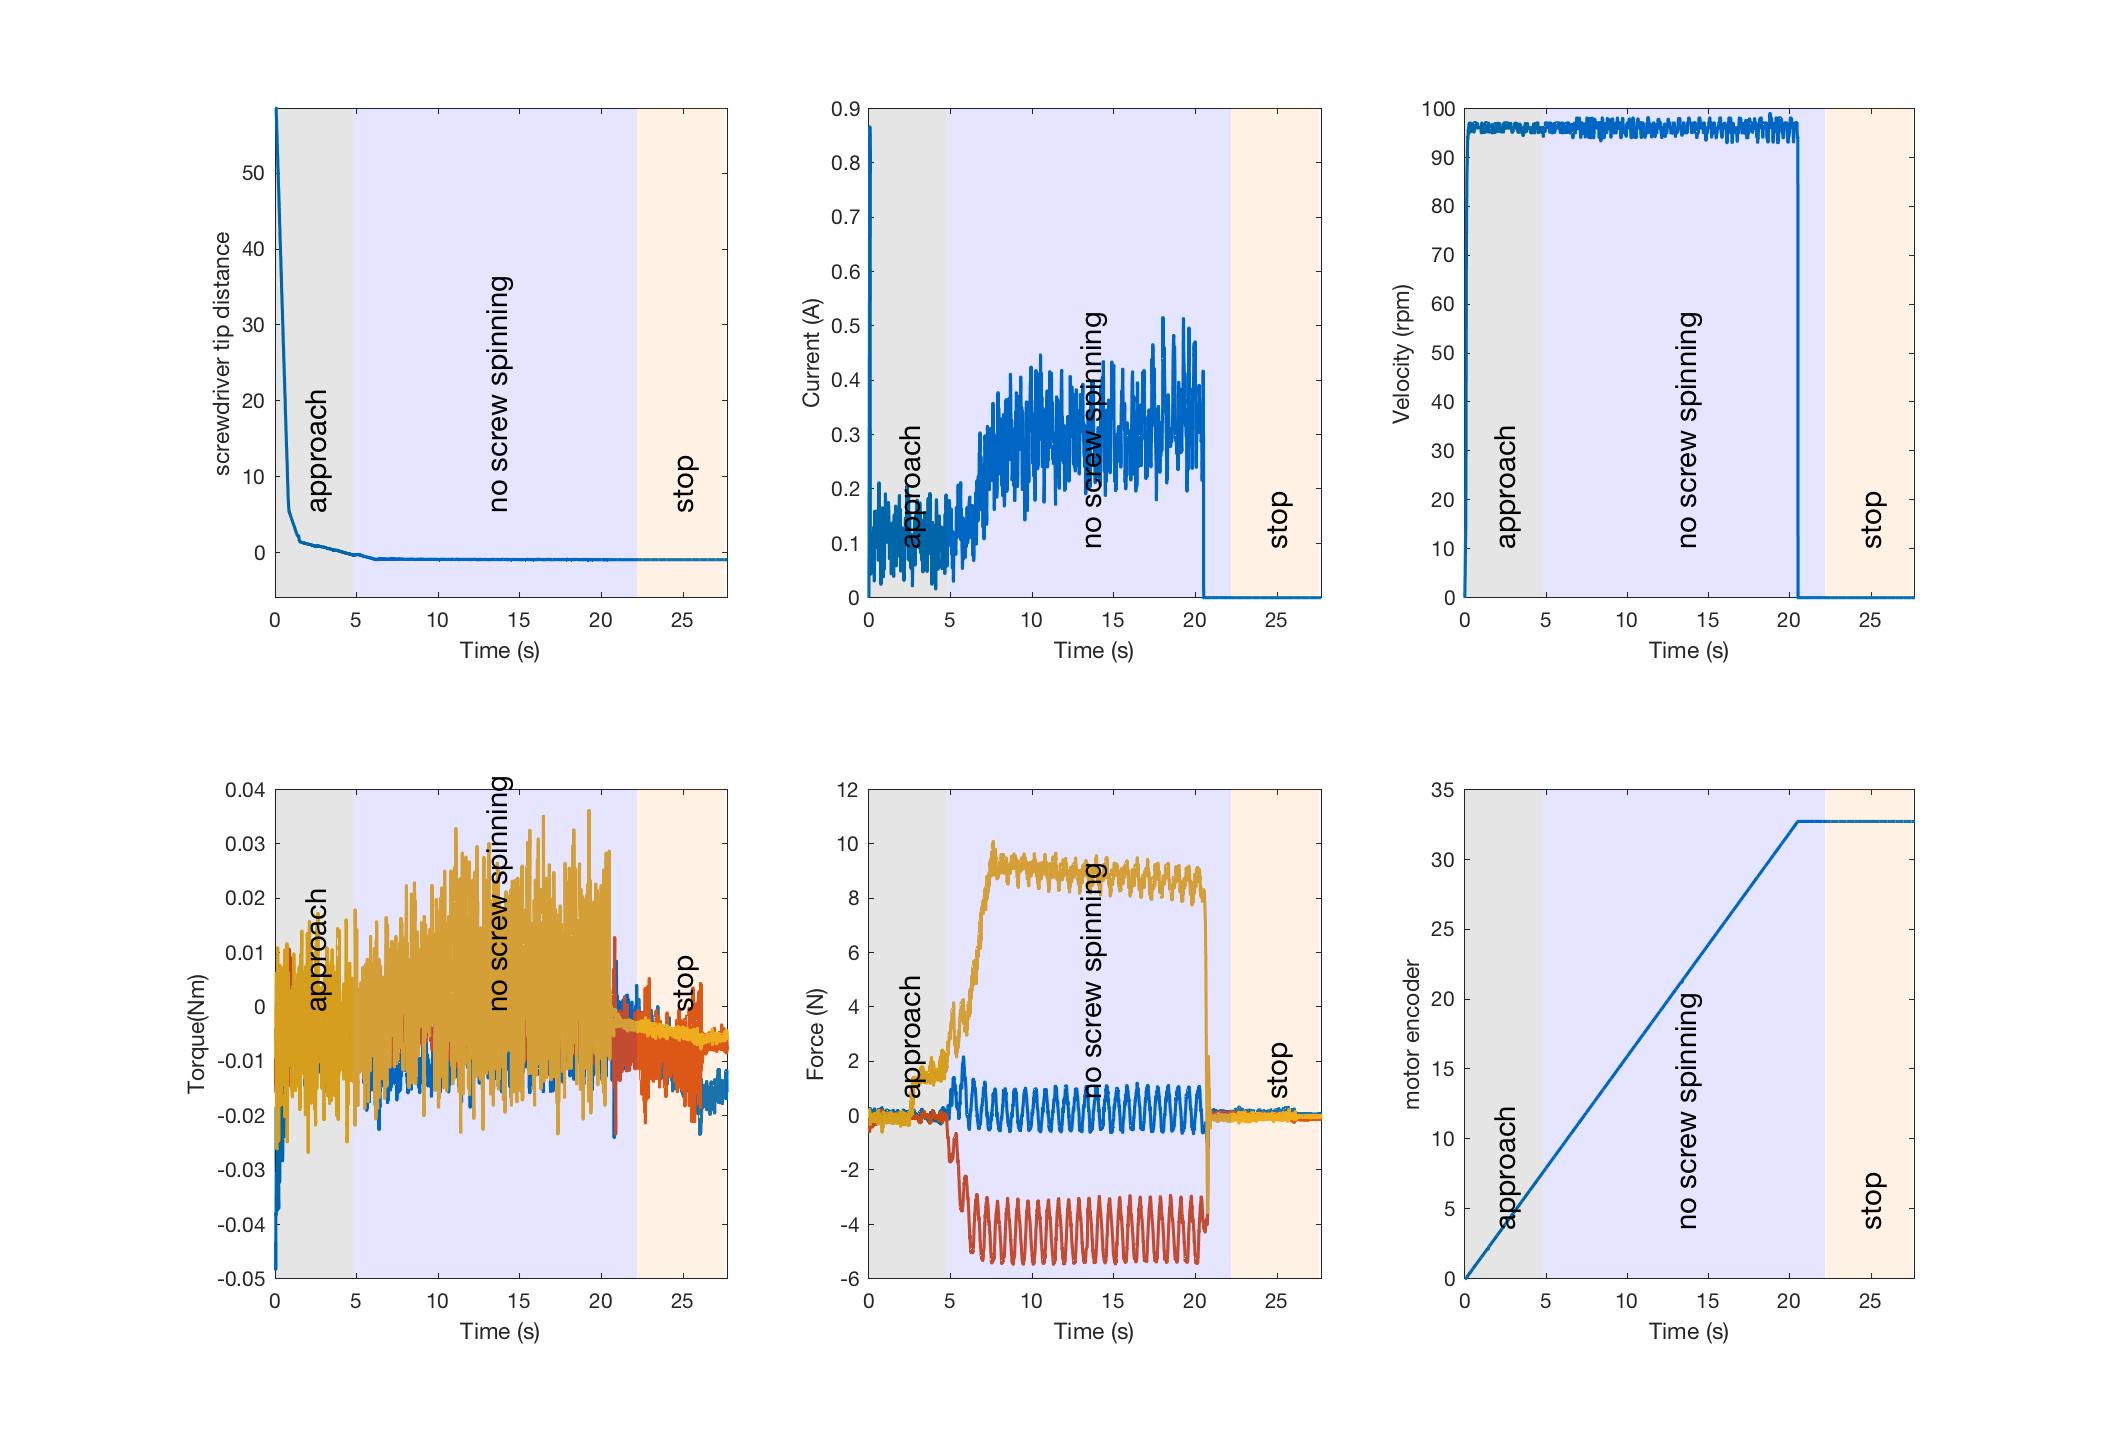 screwdriver tip distance
50
40
30
20
10
0
approach
no screw spinning
stop
0 5 10 15 20 25
Time (s)
Current (A)
0.9
0.8
0.7
0.6
0.5
0.4
0.3
0.2
0.1
0
approach
no screw spinning
stop
0 5 10 15 20 25
Time (s)
Velocity (rpm)
100
90
80
70
60
50
40
30
20
10
0
approach
no screw spinning
stop
0 5 10 15 20 25
Time (s)
Torque(Nm)
0.04
0.03
0.02
0.01
0
-0.01
-0.02
-0.03
-0.04
-0.05
approach
no screw spinning
stop
0 5 10 15 20 25
Time (s)
Force (N)
12
10
8
6
4
2
0
-2
-4
-6
approach
no screw spinning
stop
0 5 10 15 20 25
Time (s)
motor encoder
35
30
25
20
15
10
5
0
approach
no screw spinning
stop
0 5 10 15 20 25
Time (s)